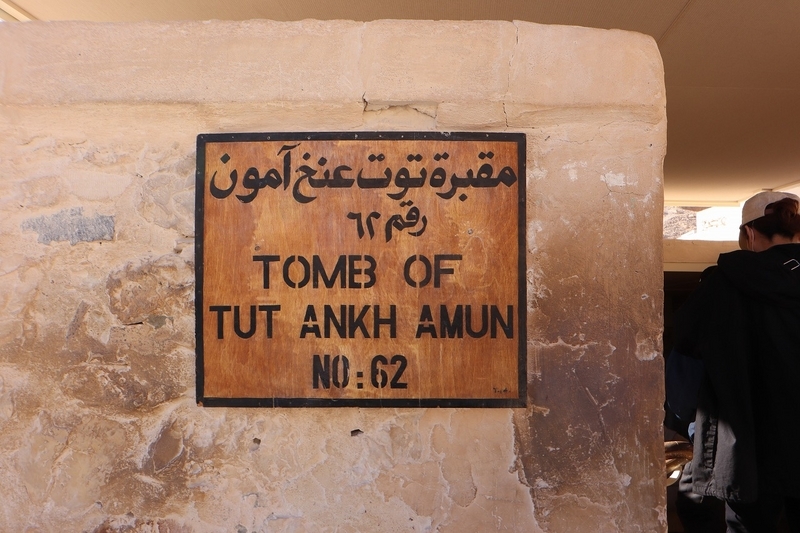 مقبرة توت عنخ آمون
رقم ٦٢
TOMB OF
TUT ANKH AMUN
NO: 62